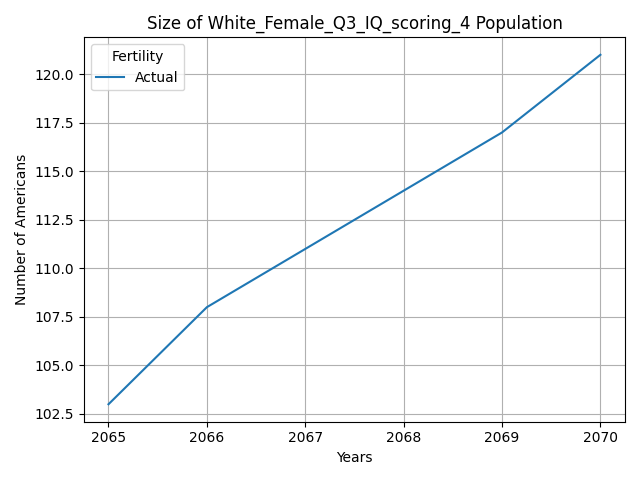 Size of White_Female_Q3_IQ_scoring_4 Population
Fertility
Actual
Number of Americans
120.0
117.5
115.0
112.5
110.0
107.5
105.0
102.5
2065 2066 2067 2068 2069 2070
Years